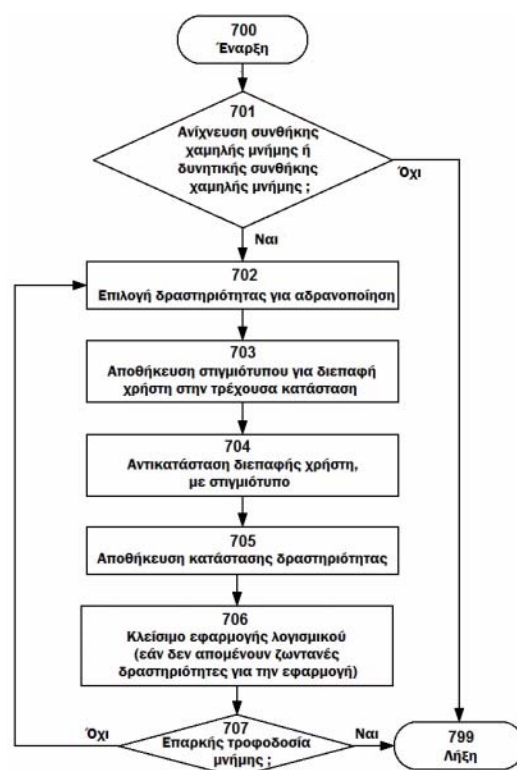 700
Έναρξη
701
Ανίχνευση συνθήκης
χαμηλής μνήμης ή
δυνητικής συνθήκης
χαμηλής μνήμης ;
Όχι
Ναι
702
Επιλογή δραστηριότητας για αδρανοποίηση
703
Αποθήκευση στιγμιότυπου για διεπαφή
χρήστη στην τρέχουσα κατάσταση
704
Αντικατάσταση διεπαφής χρήστη,
με στιγμιότυπο
705
Αποθήκευση κατάστασης δραστηριότητας
706
Κλείσιμο εφαρμογής λογισμικού
(εάν δεν απομένουν ζωντανές
δραστηριότητες για την εφαρμογή)
Όχι
707
Επαρκής τροφοδοσία
μνήμης ;
Ναι
799
Λήξη